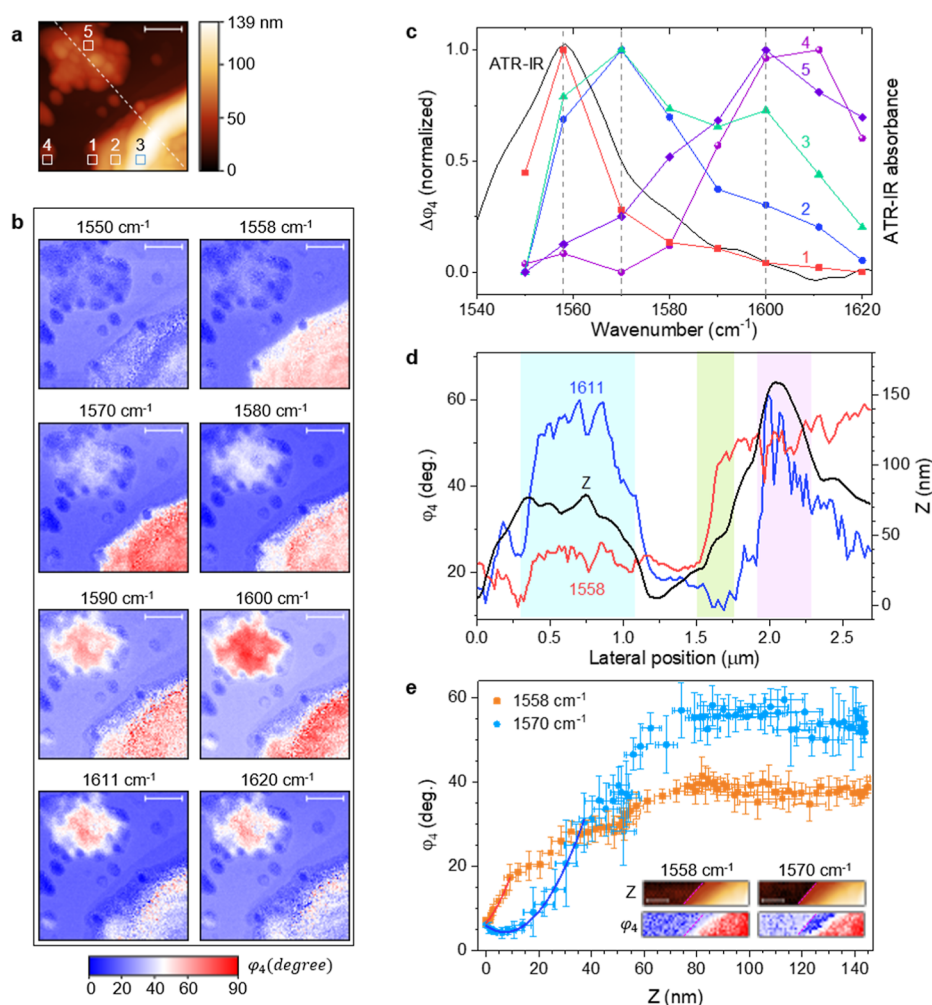 a
139 nm
100
50
0
5
4
1
2
3
b
1550 cm-1
1558 cm-1
1570 cm-1
1580 cm-1
1590 cm-1
1600 cm-1
1611 cm-1
1620 cm-1
φ4(degree)
0 20 40 60 90
c
ATR-IR
4
5
3
2
1
1.0
0.5
0.0
Δφ4 (normalized)
ATR-IR absorbance
1540 1560 1580 1600 1620
Wavenumber (cm-1)
d
1611
Z
1558
60
40
20
φ4 (deg.)
150
100
50
0
Z (nm)
0.0 0.5 1.0 1.5 2.0 2.5
Lateral position (μm)
e
1558 cm-1
1570 cm-1
60
40
20
0
φ4 (deg.)
1558 cm-1 1570 cm-1
Z
φ4
0 20 40 60 80 100 120 140
Z (nm)